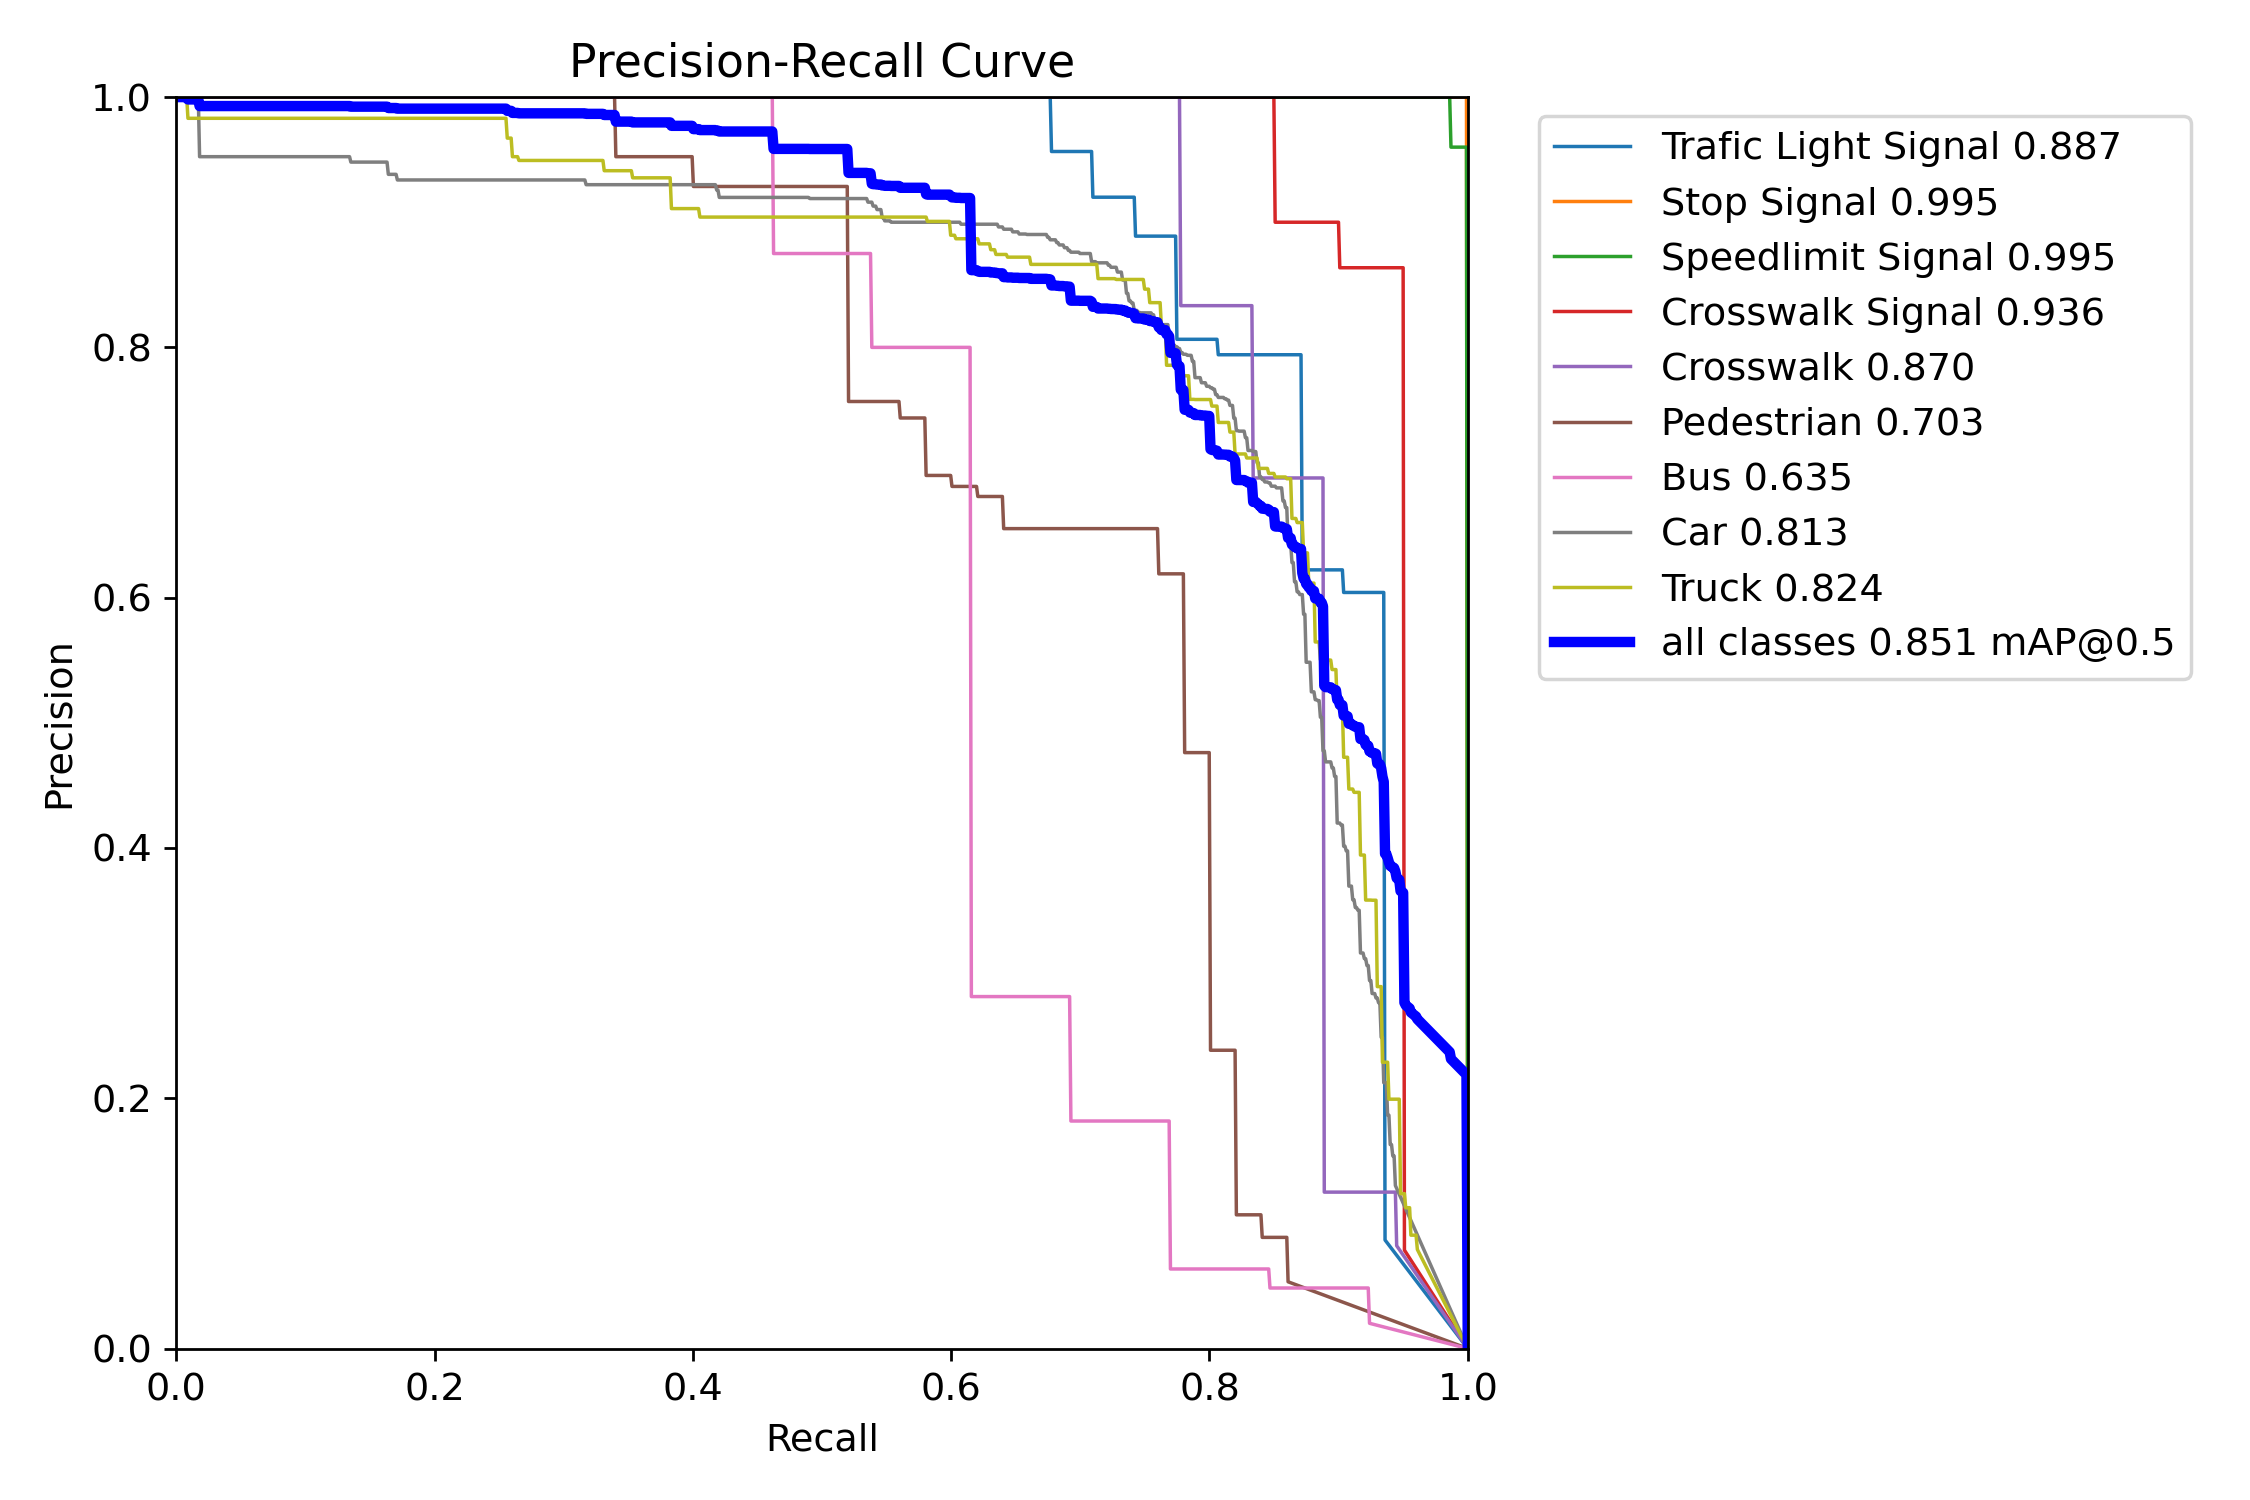 Precision-Recall Curve
1.0
0.8
0.6
0.4
0.2
0.0
Precision
0.0 0.2 0.4 0.6 0.8 1.0
Recall
Trafic Light Signal 0.887
Stop Signal 0.995
Speedlimit Signal 0.995
Crosswalk Signal 0.936
Crosswalk 0.870
Pedestrian 0.703
Bus 0.635
Car 0.813
Truck 0.824
all classes 0.851 mAP@0.5